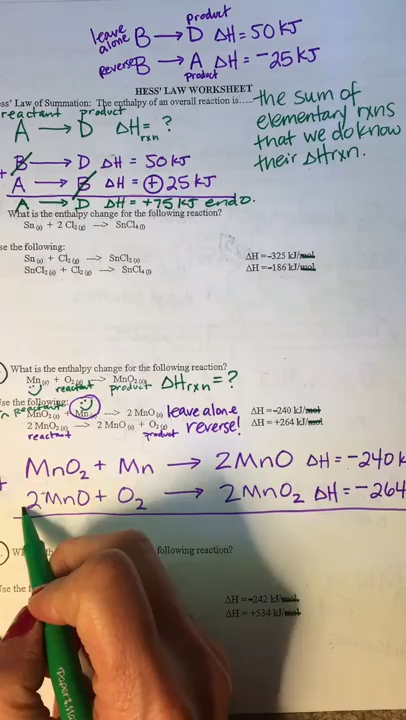 leave alone B → D ΔH = 50 kJ
product
reverse B → A ΔH = -25 kJ
product
HESS' LAW WORKSHEET
ess' Law of Summation: The enthalpy of an overall reaction is…..
the sum of
elementary rxns
that we do know
their ΔHrxn.
reactant product
A → D ΔHrxn = ?
B → D ΔH = 50 kJ
+ A → B ΔH = + 25 kJ
A → D ΔH = +75 kJ endo.
What is the enthalpy change for the following reaction?
Sn (s) + 2 Cl2 (g) --> SnCl4 (l)
se the following:
Sn (s) + Cl2 (g) --> SnCl2 (s) ΔH = -325 kJ/mol
SnCl2 (s) + Cl2 (g) --> SnCl4 (l) ΔH = -186 kJ/mol
What is the enthalpy change for the following reaction?
Mn (s) + O2 (g) --> MnO2 (s) ΔHrxn = ?
reactant product
se the following:
reactant
MnO2 (s) + Mn (s) --> 2 MnO (s) leave alone ΔH = -240 kJ/mol
2 MnO2 (s) --> 2 MnO (s) + O2 (g) reverse! ΔH = +264 kJ/mol
reactant product
MnO2 + Mn → 2MnO ΔH = -240 k
+ 2MnO + O2 → 2MnO2 ΔH = -264
following reaction?
se the
ΔH = -242 kJ/mol
ΔH = +534 kJ/mol